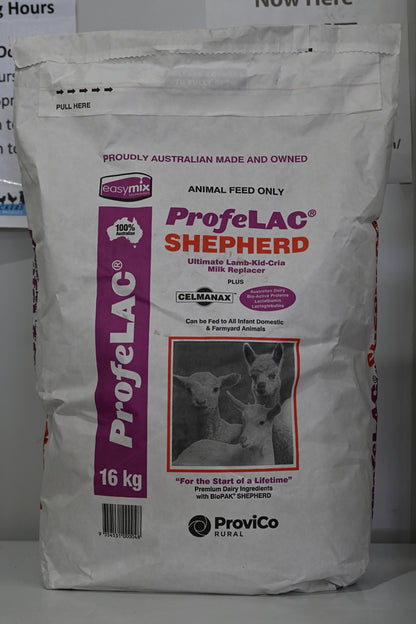 g Hours
Now Here
PULL HERE
PROUDLY AUSTRALIAN MADE AND OWNED
easymix
ANIMAL FEED ONLY
100%
Australian
ProfeLAC®
SHEPHERD
Ultimate Lamb-Kid-Cria
Milk Replacer
PLUS
CELMANAX
Australian Dairy
Bio-Active Proteins
Can be Fed to All Infant Domestic
& Farmyard Animals
ProfeLAC®
16 kg
"For the Start of a Lifetime"
Premium Dairy Ingredients
with BioPAK® SHEPHERD
ProviCo
RURAL